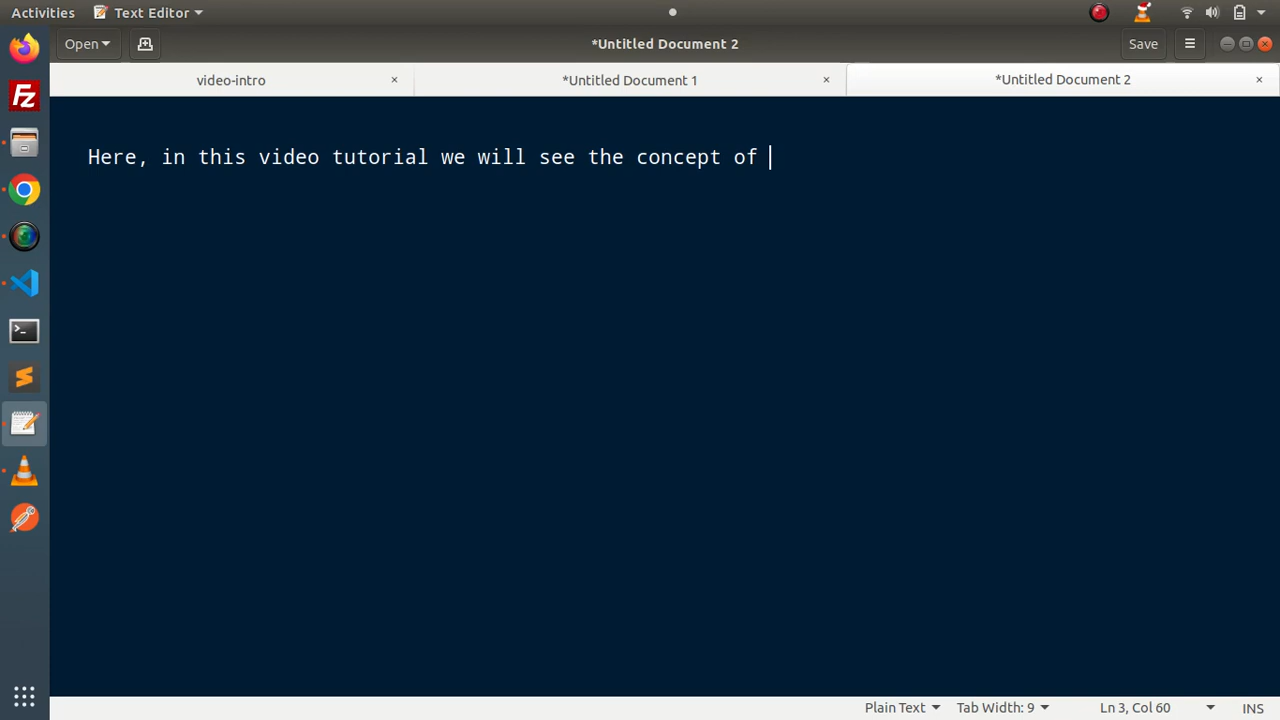 Activities Text Editor
Open *Untitled Document 2 Save
video-intro × *Untitled Document 1 × *Untitled Document 2 ×
Here, in this video tutorial we will see the concept of
Plain Text Tab Width: 9 Ln 3, Col 60 INS